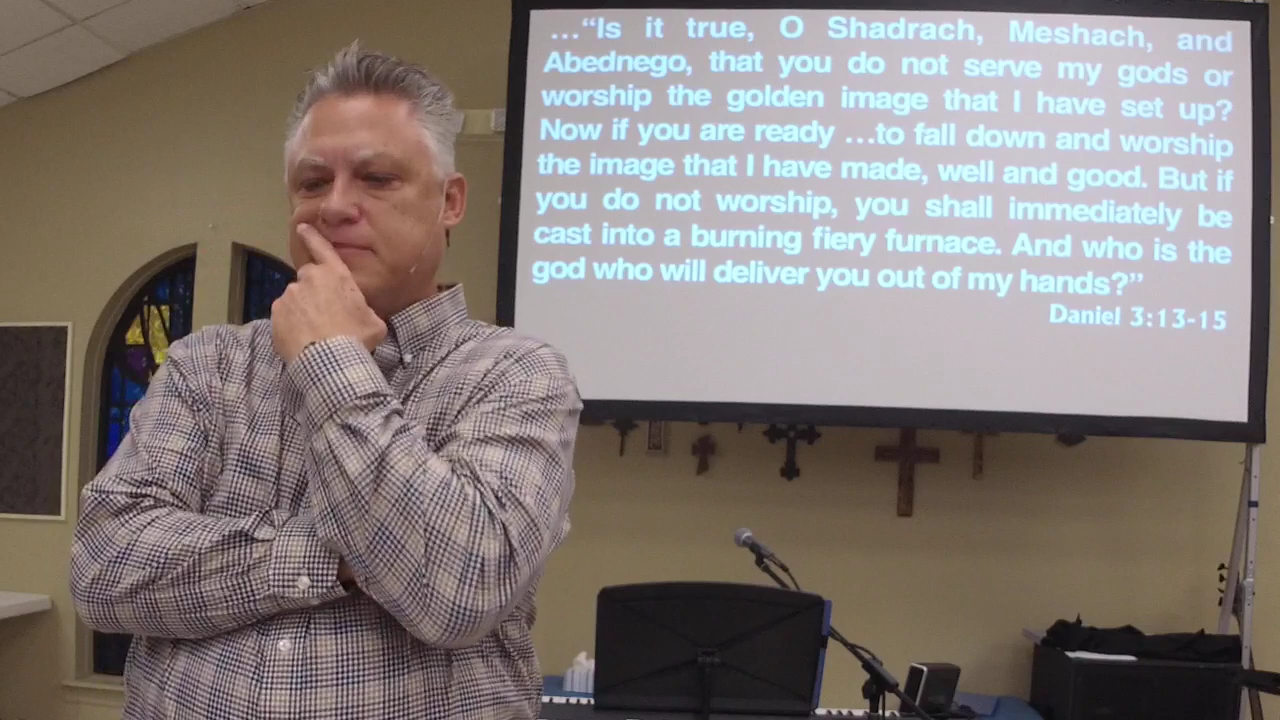 …“Is it true, O Shadrach, Meshach, and
Abednego, that you do not serve my gods or
worship the golden image that I have set up?
Now if you are ready …to fall down and worship
the image that I have made, well and good. But if
you do not worship, you shall immediately be
cast into a burning fiery furnace. And who is the
god who will deliver you out of my hands?”
Daniel 3:13-15